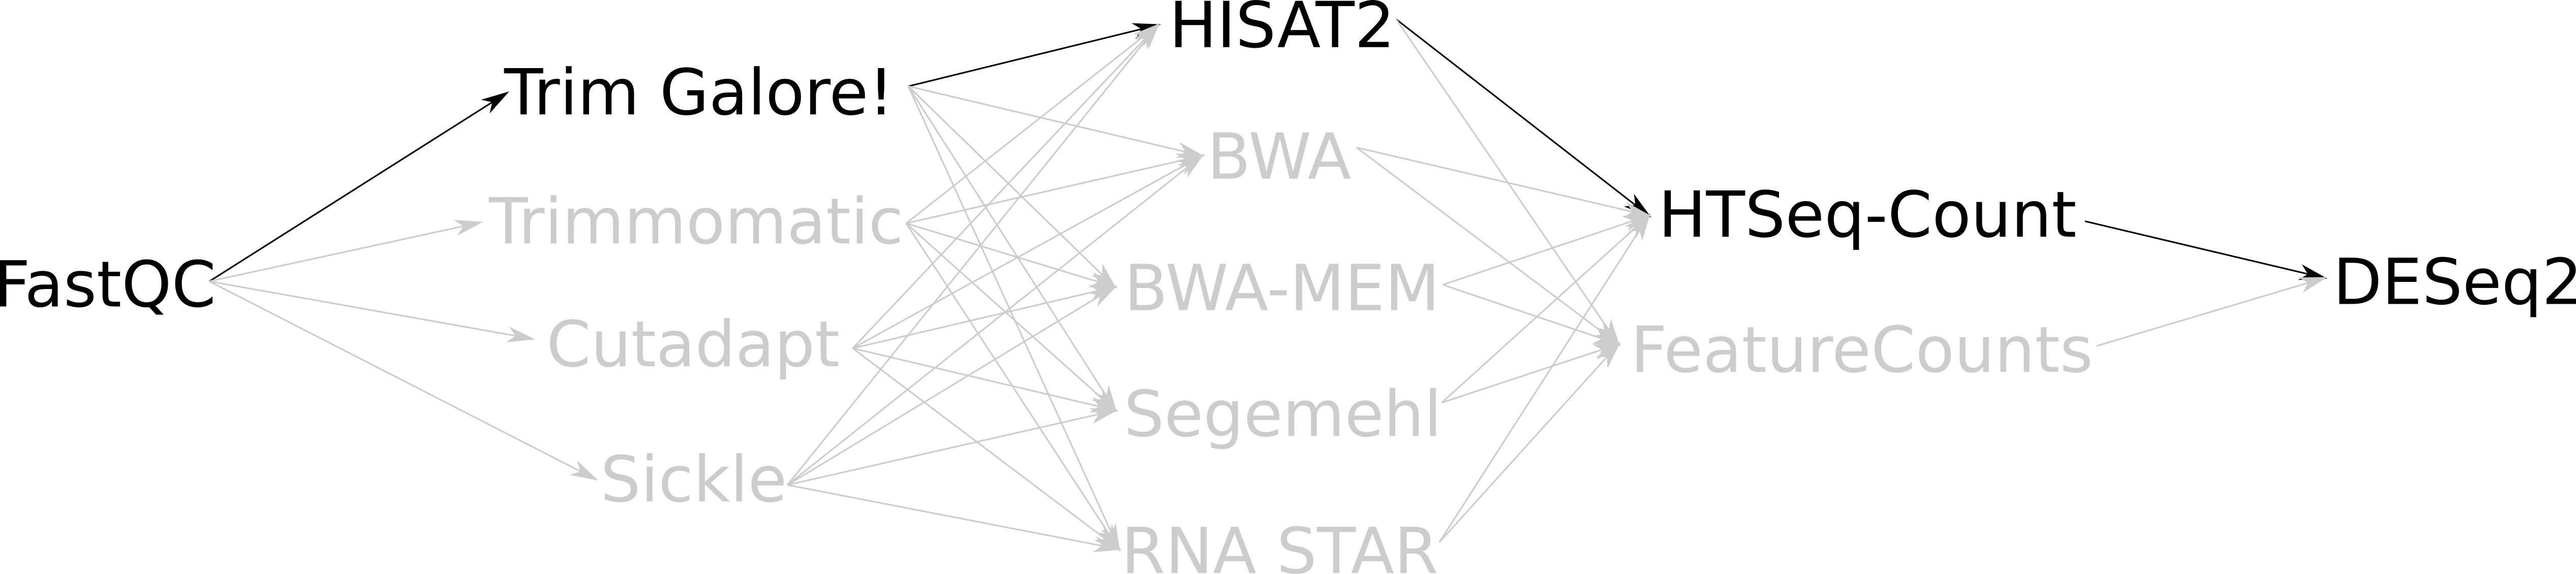 FastQC
Trim Galore!
Trimmomatic
Cutadapt
Sickle
HISAT2
BWA
BWA-MEM
Segemehl
RNA STAR
HTSeq-Count
FeatureCounts
DESeq2